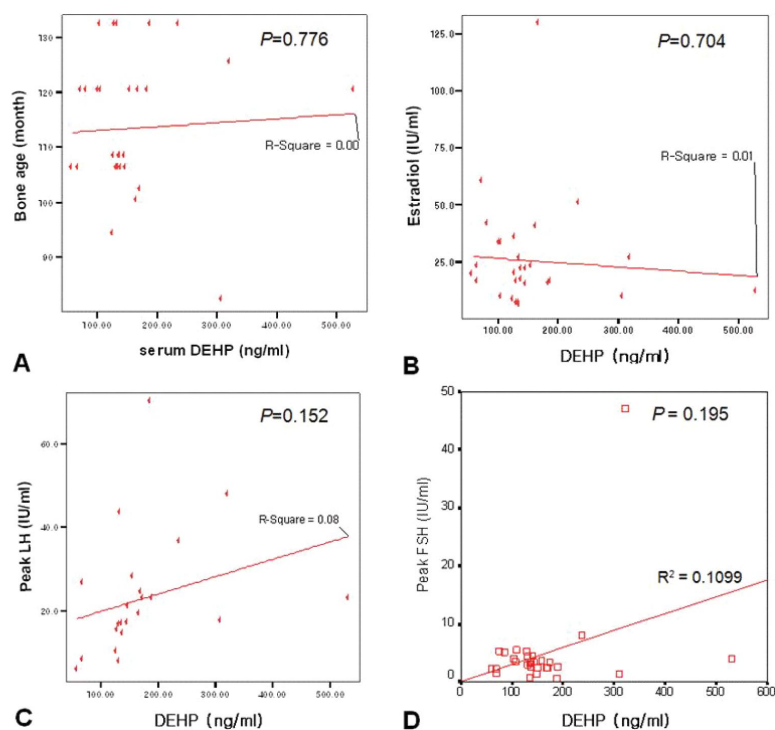 130
120
110
100
90
Bone age (month)
P=0.776
R-Square = 0.00
100.00 200.00 300.00 400.00 500.00
serum DEHP (ng/ml)
A
125.0
100.0
75.0
50.0
25.0
Estradiol (IU/ml)
P=0.704
R-Square = 0.01
100.00 200.00 300.00 400.00 500.00
DEHP (ng/ml)
B
60.0
40.0
20.0
Peak LH (IU/ml)
P=0.152
R-Square = 0.08
100.00 200.00 300.00 400.00 500.00
DEHP (ng/ml)
C
50
40
30
20
10
0
Peak FSH (IU/ml)
P = 0.195
R² = 0.1099
0 100 200 300 400 500 600
DEHP (ng/ml)
D